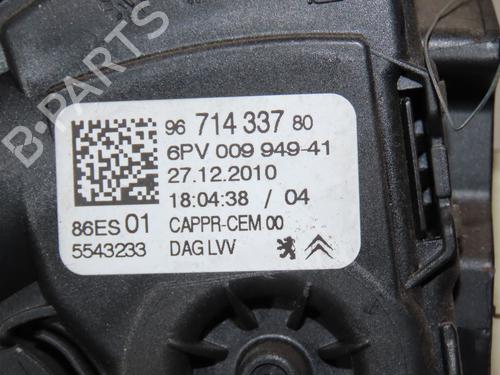 B-PARTS
96 714 337 80
6PV 009 949-41
27.12.2010
18:04:38 / 04
86ES 01 CAPPR-CEM 00
5543233 DAG LVV